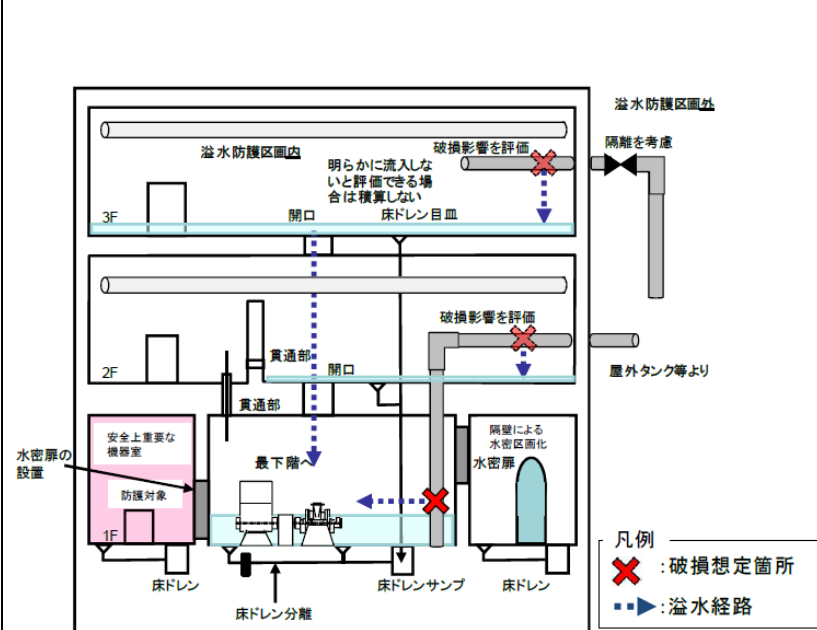 溢水防護区画外
溢水防護区画内
破損影響を評価
隔離を考慮
明らかに流入しな
いと評価できる場
合は積算しない
3F
開口
床ドレン目皿
破損影響を評価
2F
貫通部
開口
屋外タンク等より
貫通部
安全上重要な
機器室
隔壁による
水密区画化
水密扉の
設置
最下階へ
水密扉
防護対象
1F
床ドレン
床ドレンサンプ
床ドレン
床ドレン分離
凡例
:破損想定箇所
:溢水経路